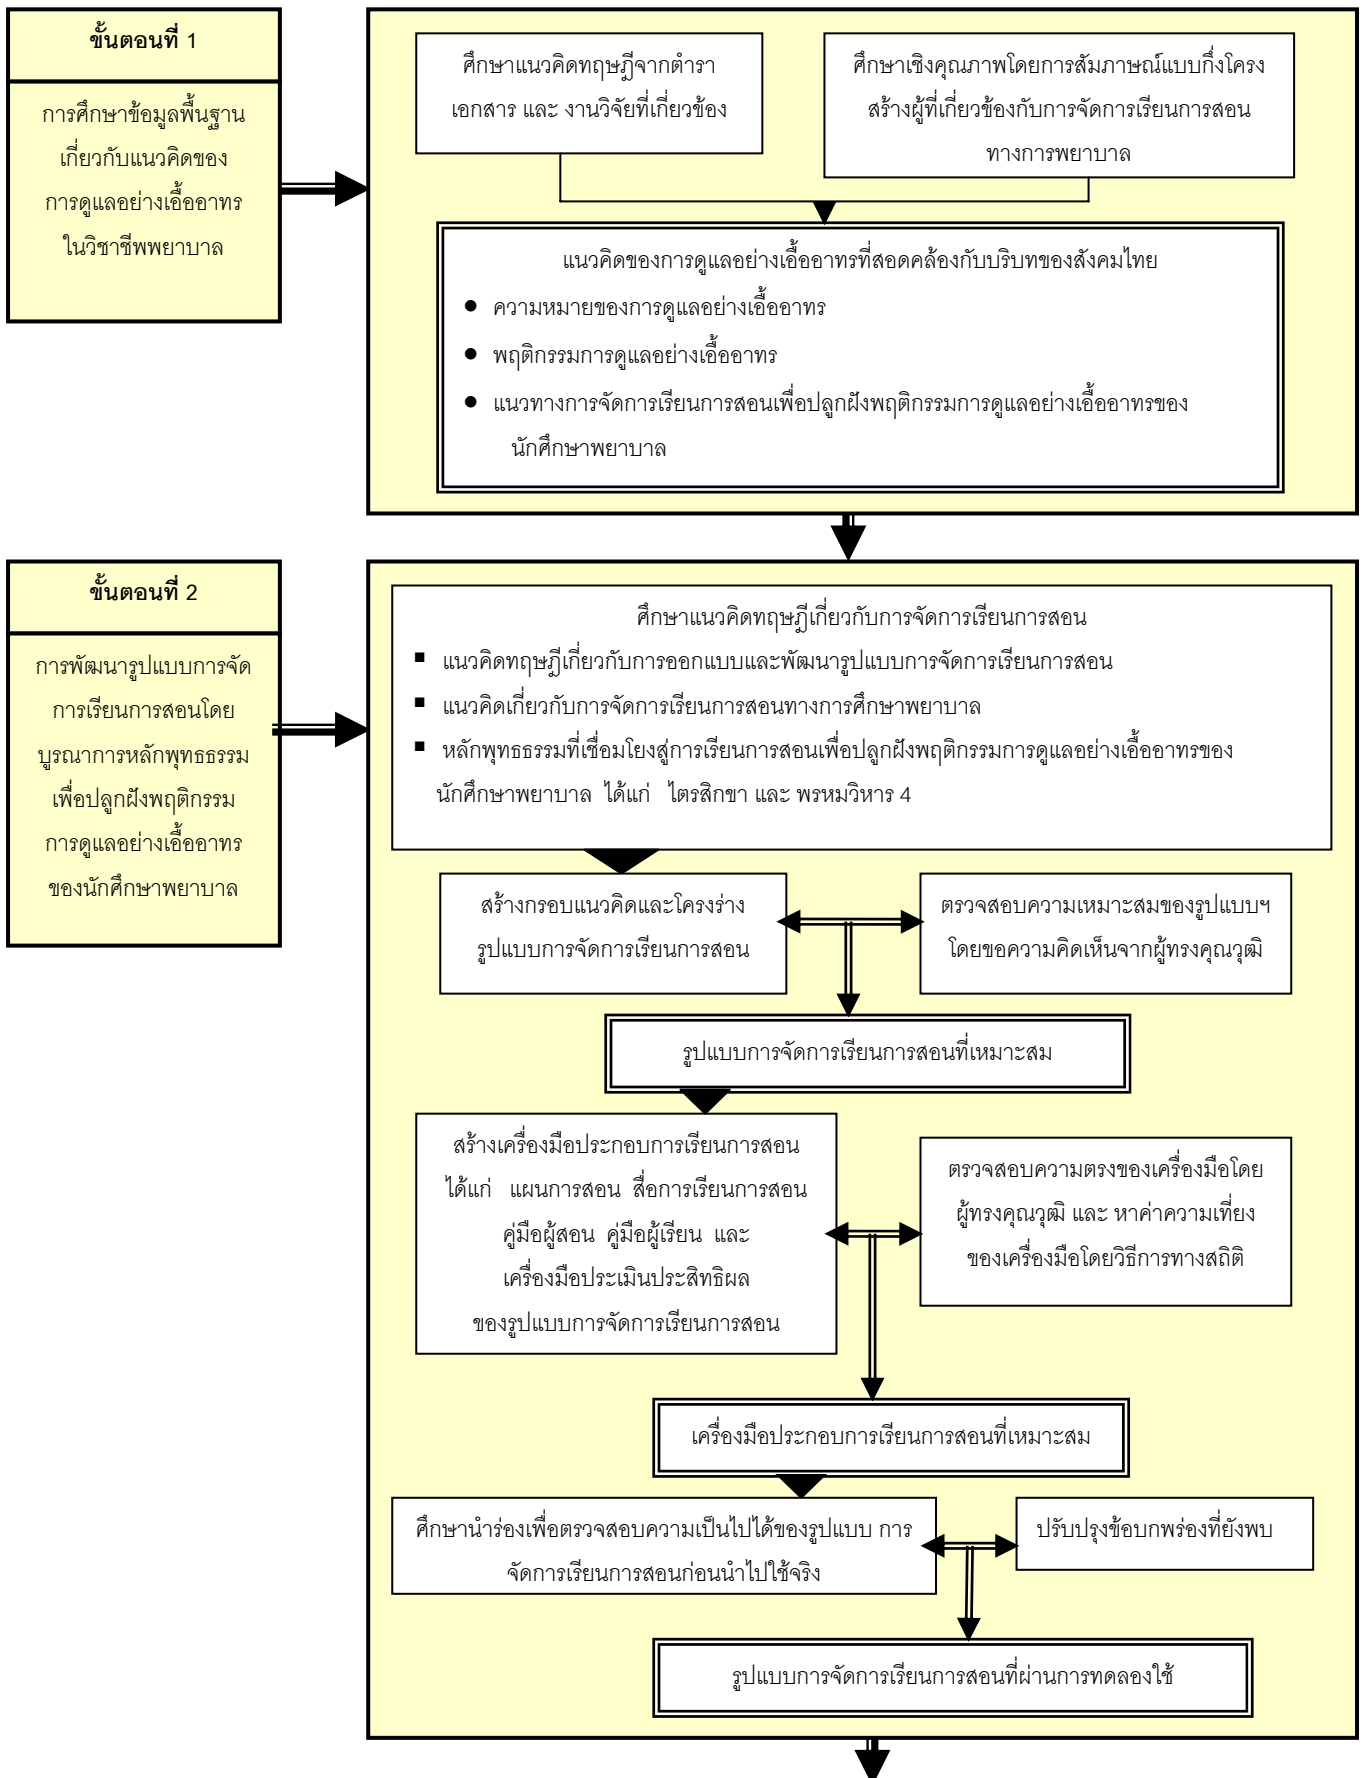 ขั้นตอนที่ 1
การศึกษาข้อมูลพื้นฐาน
เกี่ยวกับแนวคิดของ
การดูแลอย่างเอื้ออาทร
ในวิชาชีพพยาบาล
ศึกษาแนวคิดทฤษฎีจากตำรา
เอกสาร และ งานวิจัยที่เกี่ยวข้อง
ศึกษาเชิงคุณภาพโดยการสัมภาษณ์แบบกึ่งโครง
สร้างผู้ที่เกี่ยวข้องกับการจัดการเรียนการสอน
ทางการพยาบาล
แนวคิดของการดูแลอย่างเอื้ออาทรที่สอดคล้องกับบริบทของสังคมไทย
● ความหมายของการดูแลอย่างเอื้ออาทร
● พฤติกรรมการดูแลอย่างเอื้ออาทร
● แนวทางการจัดการเรียนการสอนเพื่อปลูกฝังพฤติกรรมการดูแลอย่างเอื้ออาทรของ
นักศึกษาพยาบาล
ขั้นตอนที่ 2
การพัฒนารูปแบบการจัด
การเรียนการสอนโดย
บูรณาการหลักพุทธธรรม
เพื่อปลูกฝังพฤติกรรม
การดูแลอย่างเอื้ออาทร
ของนักศึกษาพยาบาล
ศึกษาแนวคิดทฤษฎีเกี่ยวกับการจัดการเรียนการสอน
▪ แนวคิดทฤษฎีเกี่ยวกับการออกแบบและพัฒนารูปแบบการจัดการเรียนการสอน
▪ แนวคิดเกี่ยวกับการจัดการเรียนการสอนทางการศึกษาพยาบาล
▪ หลักพุทธธรรมที่เชื่อมโยงสู่การเรียนการสอนเพื่อปลูกฝังพฤติกรรมการดูแลอย่างเอื้ออาทรของ
นักศึกษาพยาบาล ได้แก่ ไตรสิกขา และ พรหมวิหาร 4
สร้างกรอบแนวคิดและโครงร่าง
รูปแบบการจัดการเรียนการสอน
ตรวจสอบความเหมาะสมของรูปแบบฯ
โดยขอความคิดเห็นจากผู้ทรงคุณวุฒิ
รูปแบบการจัดการเรียนการสอนที่เหมาะสม
สร้างเครื่องมือประกอบการเรียนการสอน
ได้แก่ แผนการสอน สื่อการเรียนการสอน
คู่มือผู้สอน คู่มือผู้เรียน และ
เครื่องมือประเมินประสิทธิผล
ของรูปแบบการจัดการเรียนการสอน
ตรวจสอบความตรงของเครื่องมือโดย
ผู้ทรงคุณวุฒิ และ หาค่าความเที่ยง
ของเครื่องมือโดยวิธีการทางสถิติ
เครื่องมือประกอบการเรียนการสอนที่เหมาะสม
ศึกษานำร่องเพื่อตรวจสอบความเป็นไปได้ของรูปแบบ การ
จัดการเรียนการสอนก่อนนำไปใช้จริง
ปรับปรุงข้อบกพร่องที่ยังพบ
รูปแบบการจัดการเรียนการสอนที่ผ่านการทดลองใช้